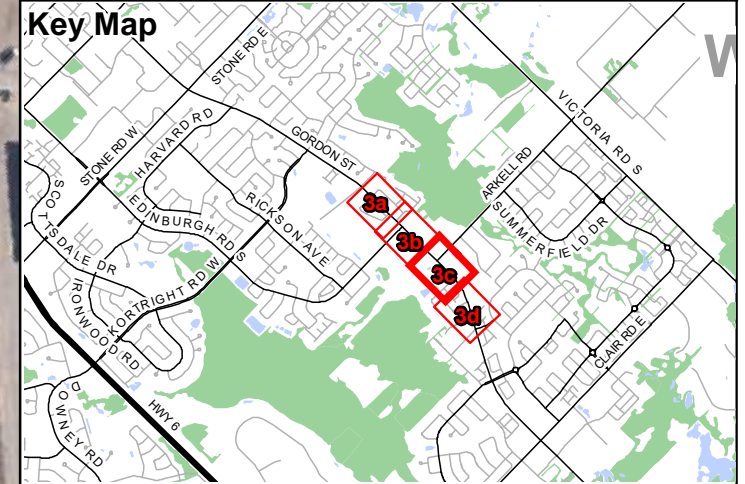 Key Map
W
STONE RD E
VICTORIA RD S
STONE RD W
HARVARD RD
GORDON ST
ARKELL RD
SCOTTSDALE DR
EDINBURGH RD S
RICKSON AVE
SUMMERFIELD DR
3a
3b
3c
3d
IRONWOOD RD
KORTRIGHT RD W
CLAIR RD E
DOWNEY RD
HWY 6